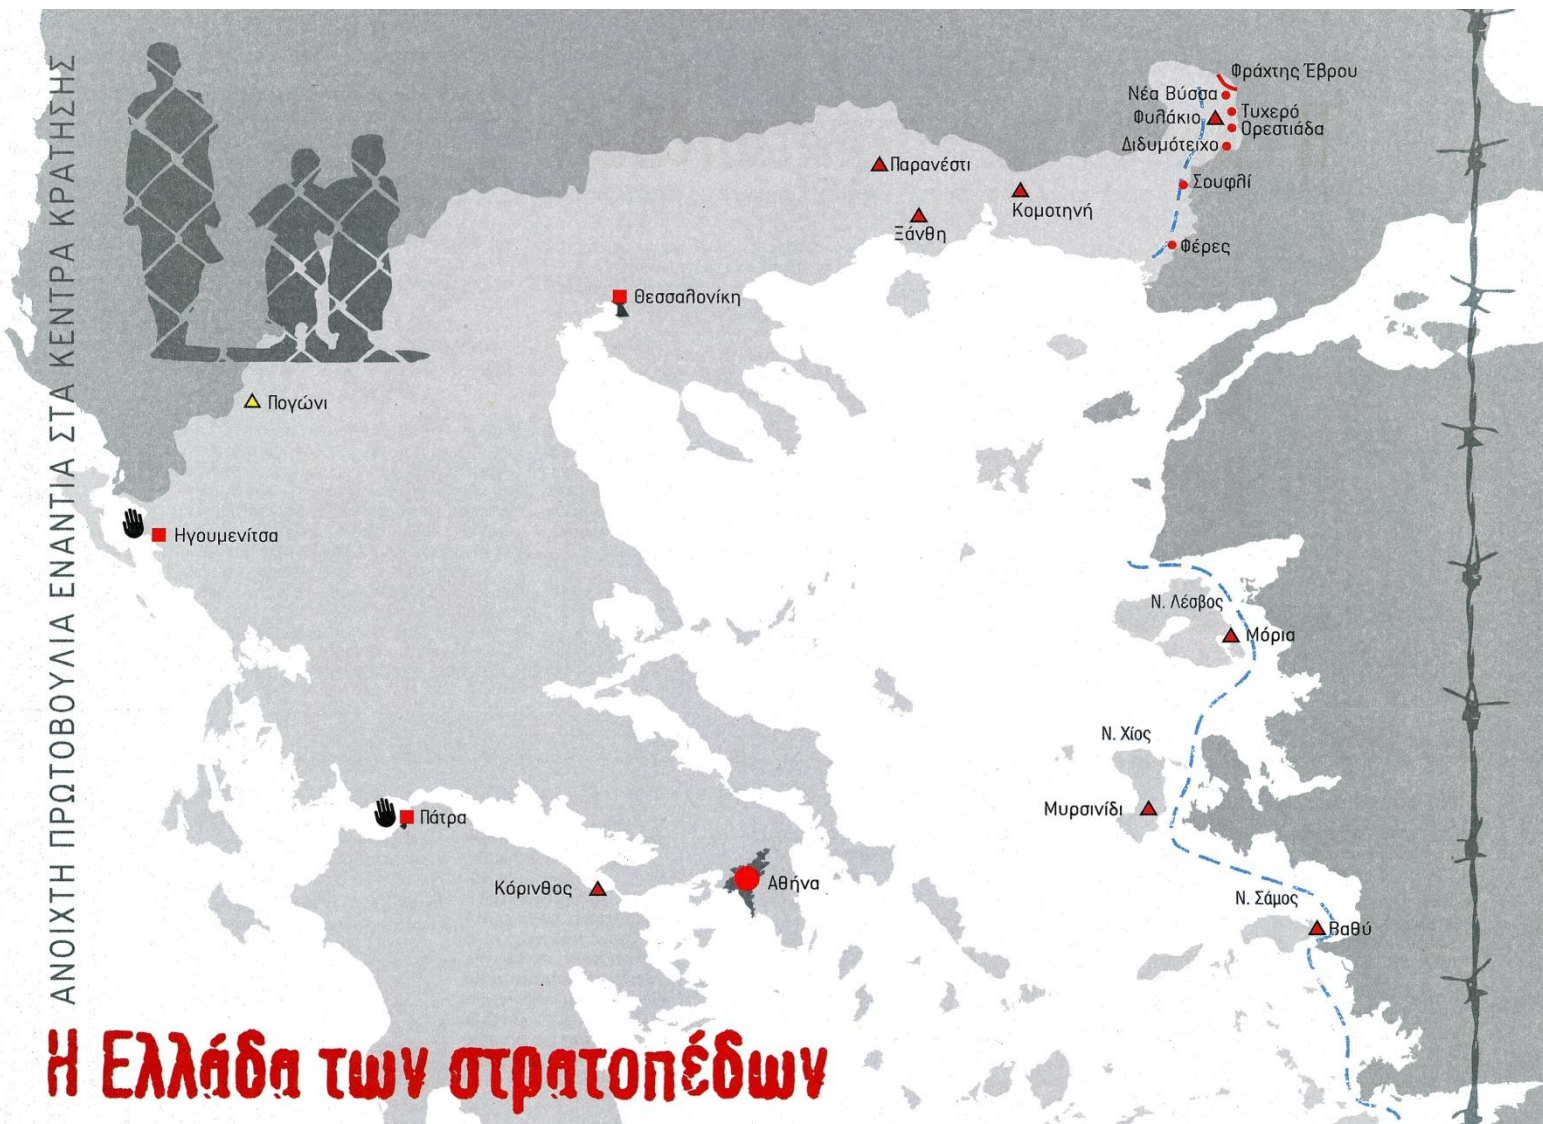 ΑΝΟΙΧΤΗ ΠΡΩΤΟΒΟΥΛΙΑ ΕΝΑΝΤΙΑ ΣΤΑ ΚΕΝΤΡΑ ΚΡΑΤΗΣΗΣ
Φράχτης Έβρου
Νέα Βύσσα
Τυχερό
Φυλάκιο
Ορεστιάδα
Διδυμότειχο
Παρανέστι
Σουφλί
Κομοτηνή
Ξάνθη
Φέρες
Θεσσαλονίκη
Πογώνι
Ηγουμενίτσα
Ν. Λέσβος
Μόρια
Ν. Χίος
Μυρσινίδι
Πάτρα
Κόρινθος
Αθήνα
Ν. Σάμος
Βαθύ
Η Ελλάδα των στρατοπέδων